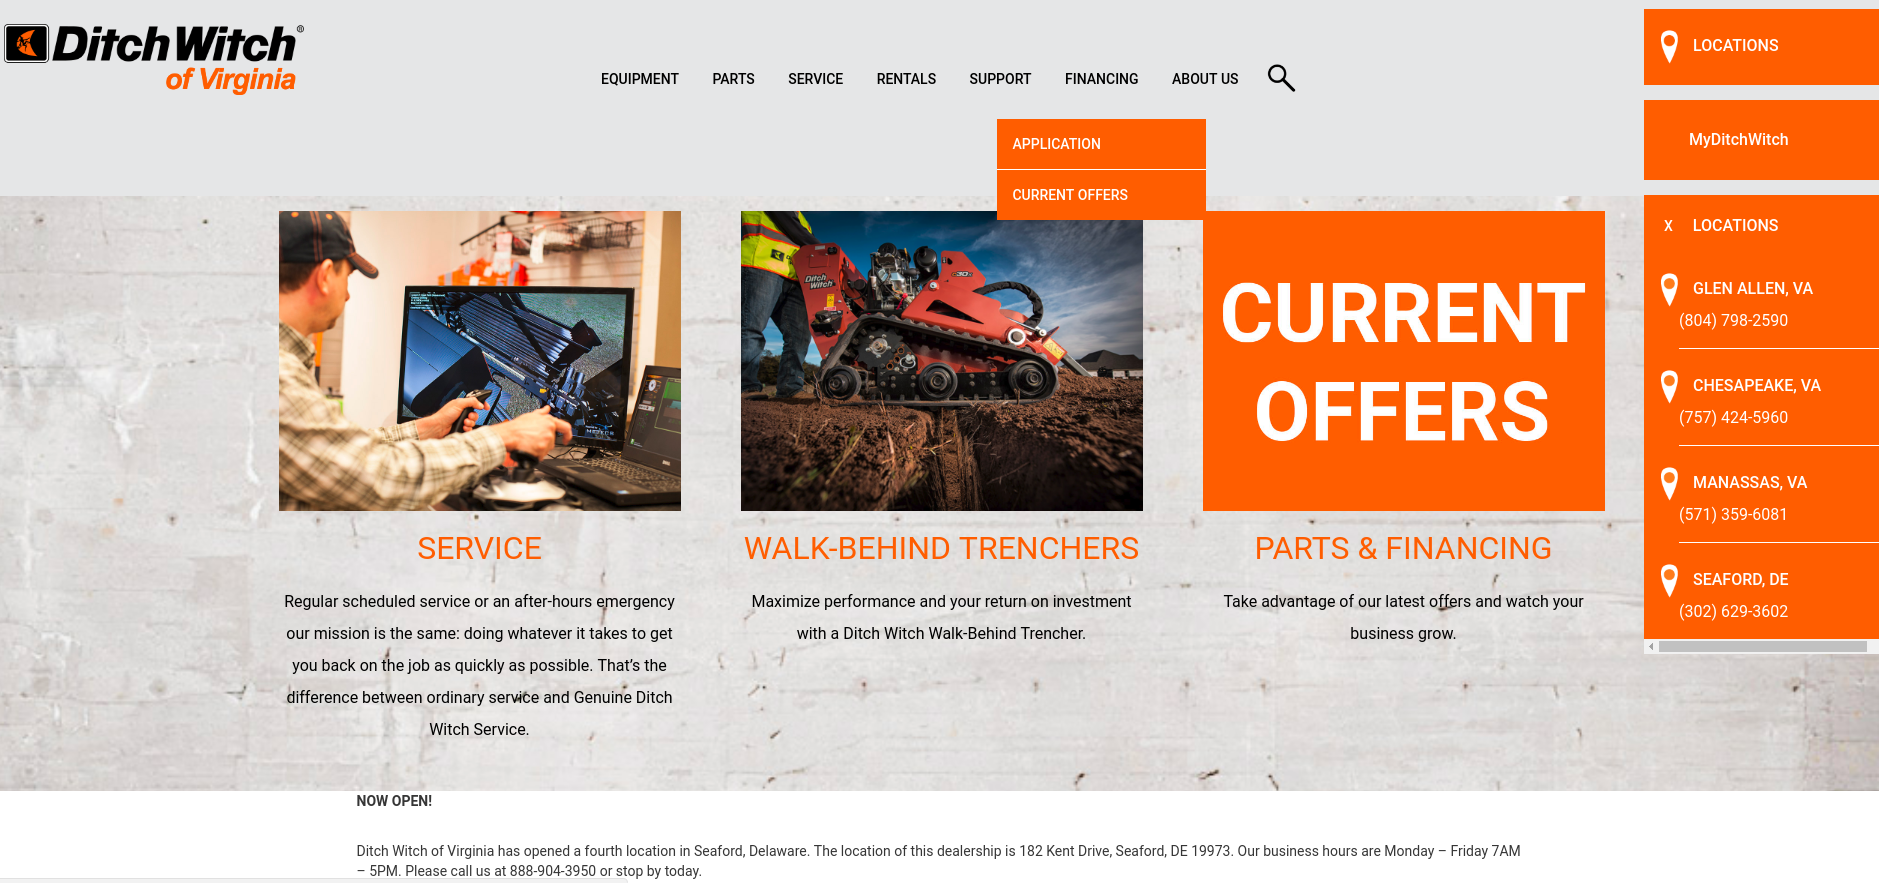 Ditch Witch®
of Virginia
EQUIPMENT PARTS SERVICE RENTALS SUPPORT FINANCING ABOUT US
APPLICATION
CURRENT OFFERS
LOCATIONS
MyDitchWitch
X LOCATIONS
GLEN ALLEN, VA
(804) 798-2590
CHESAPEAKE, VA
(757) 424-5960
MANASSAS, VA
(571) 359-6081
SEAFORD, DE
(302) 629-3602
Ditch
Witch
CURRENT
OFFERS
SERVICE
Regular scheduled service or an after-hours emergency
our mission is the same: doing whatever it takes to get
you back on the job as quickly as possible. That’s the
difference between ordinary service and Genuine Ditch
Witch Service.
WALK-BEHIND TRENCHERS
Maximize performance and your return on investment
with a Ditch Witch Walk-Behind Trencher.
PARTS & FINANCING
Take advantage of our latest offers and watch your
business grow.
NOW OPEN!
Ditch Witch of Virginia has opened a fourth location in Seaford, Delaware. The location of this dealership is 182 Kent Drive, Seaford, DE 19973. Our business hours are Monday – Friday 7AM
– 5PM. Please call us at 888-904-3950 or stop by today.